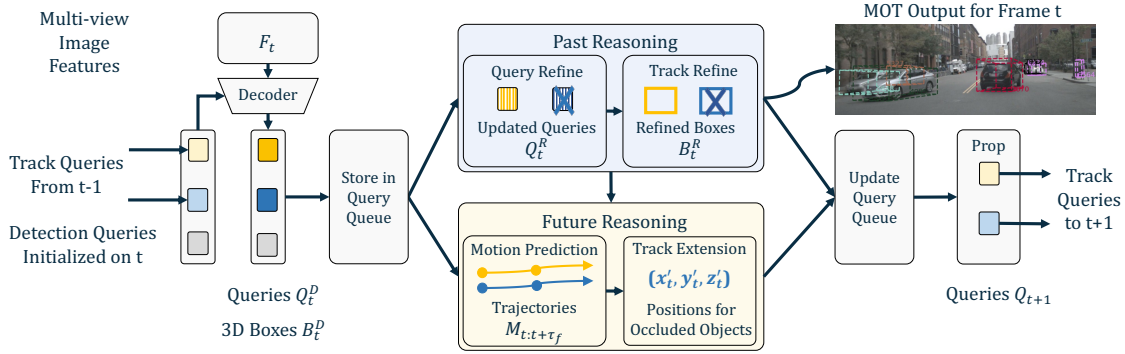 Multi-view
Image
Features
F_t
Decoder
Track Queries
From t-1
Detection Queries
Initialized on t
Queries Q_t^D
3D Boxes B_t^D
Store in
Query
Queue
Past Reasoning
Query Refine
Updated Queries
Q_t^R
Track Refine
Refined Boxes
B_t^R
Future Reasoning
Motion Prediction
Trajectories
M_{t:t+τ_f}
Track Extension
(x'_t, y'_t, z'_t)
Positions for
Occluded Objects
MOT Output for Frame t
Update
Query
Queue
Prop
Track
Queries
to t+1
Queries Q_{t+1}